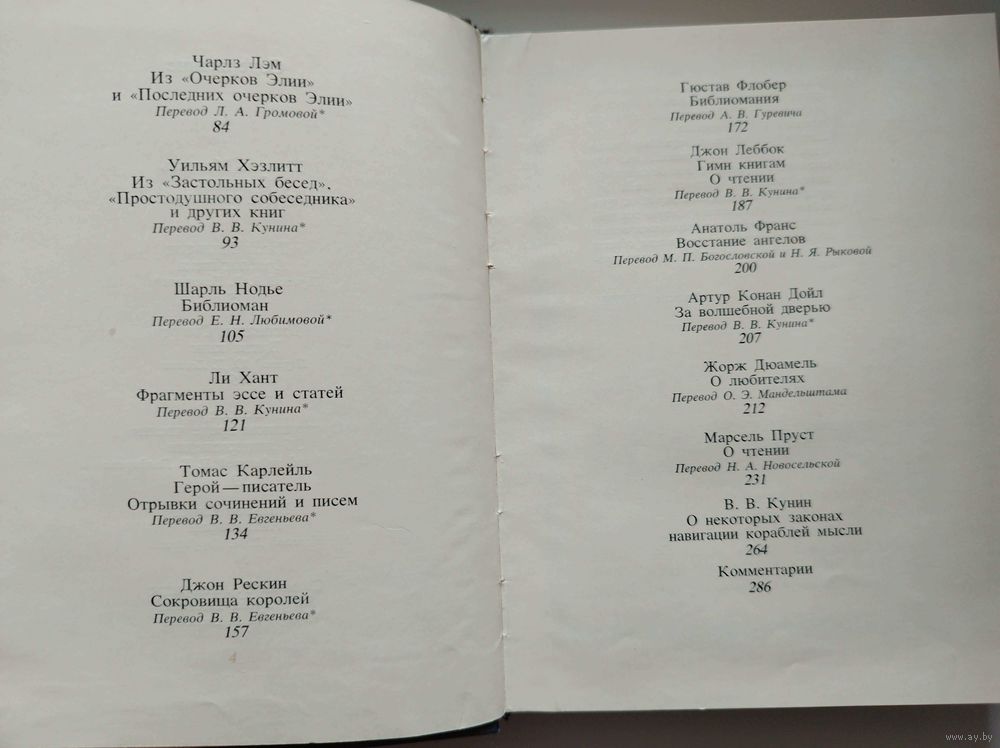 Чарлз Лэм
Из «Очерков Элии»
и «Последних очерков Элии»
Перевод Л. А. Громовой*
84
Уильям Хэзлитт
Из «Застольных бесед»,
«Простодушного собеседника»
и других книг
Перевод В. В. Кунина*
93
Шарль Нодье
Библиоман
Перевод Е. Н. Любимовой*
105
Ли Хант
Фрагменты эссе и статей
Перевод В. В. Кунина*
121
Томас Карлейль
Герой — писатель
Отрывки сочинений и писем
Перевод В. В. Евгеньева*
134
Джон Рескин
Сокровища королей
Перевод В. В. Евгеньева*
157
4
Гюстав Флобер
Библиомания
Перевод А. В. Гуревича
172
Джон Леббок
Гимн книгам
О чтении
Перевод В. В. Кунина*
187
Анатоль Франс
Восстание ангелов
Перевод М. П. Богословской и Н. Я. Рыковой
200
Артур Конан Дойл
За волшебной дверью
Перевод В. В. Кунина*
207
Жорж Дюамель
О любителях
Перевод О. Э. Мандельштама
212
Марсель Пруст
О чтении
Перевод Н. А. Новосельской
231
В. В. Кунин
О некоторых законах
навигации кораблей мысли
264
Комментарии
286
www.ay.by